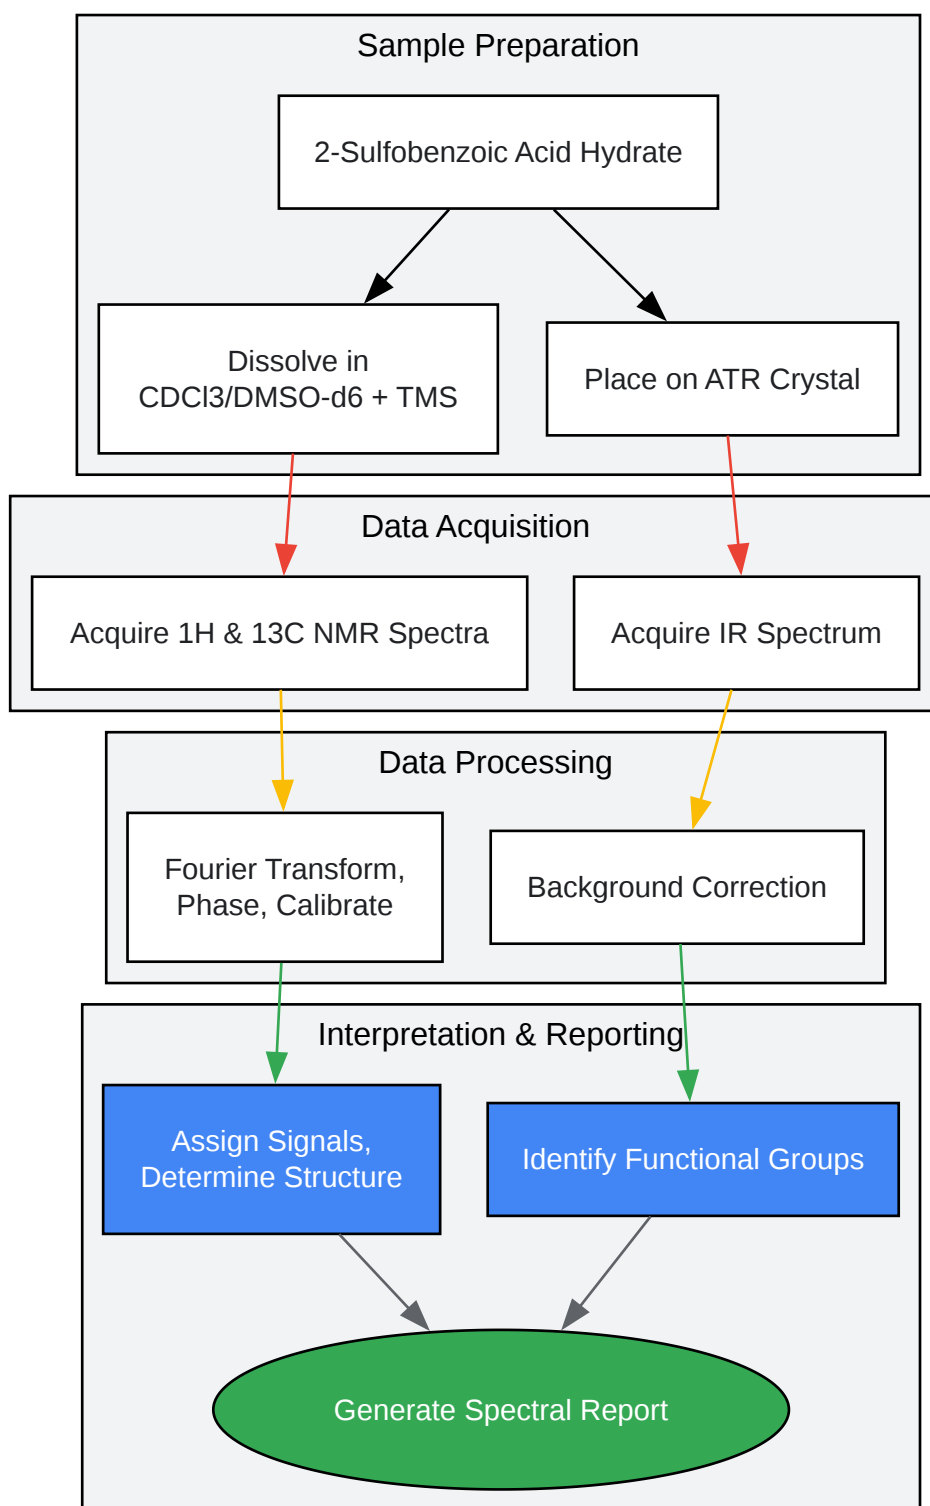 Sample Preparation
2-Sulfobenzoic Acid Hydrate
Dissolve in
CDCl3/DMSO-d6 + TMS
Place on ATR Crystal
Data Acquisition
Acquire 1H & 13C NMR Spectra
Acquire IR Spectrum
Data Processing
Fourier Transform,
Phase, Calibrate
Background Correction
Interpretation & Reporting
Assign Signals,
Determine Structure
Identify Functional Groups
Generate Spectral Report